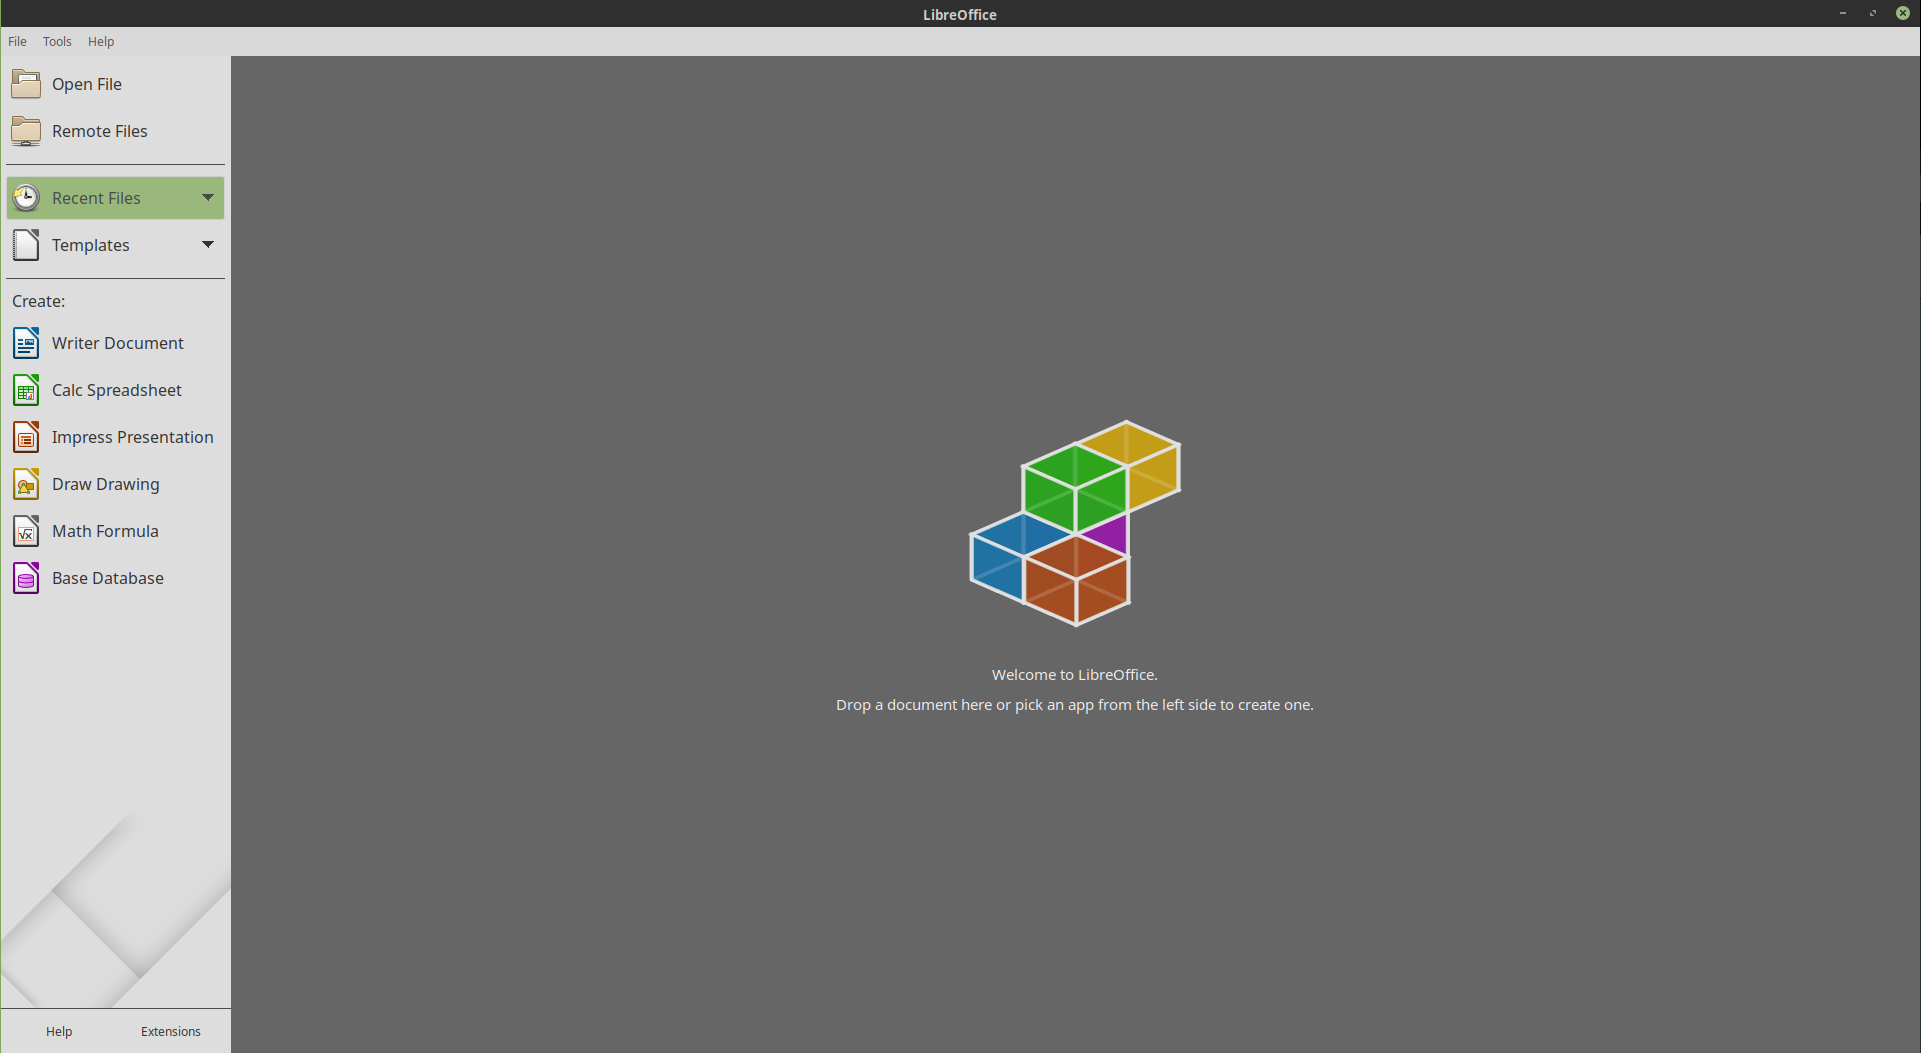 LibreOffice
File Tools Help
Open File
Remote Files
Recent Files
Templates
Create:
Writer Document
Calc Spreadsheet
Impress Presentation
Draw Drawing
Math Formula
Base Database
Welcome to LibreOffice.
Drop a document here or pick an app from the left side to create one.
Help Extensions